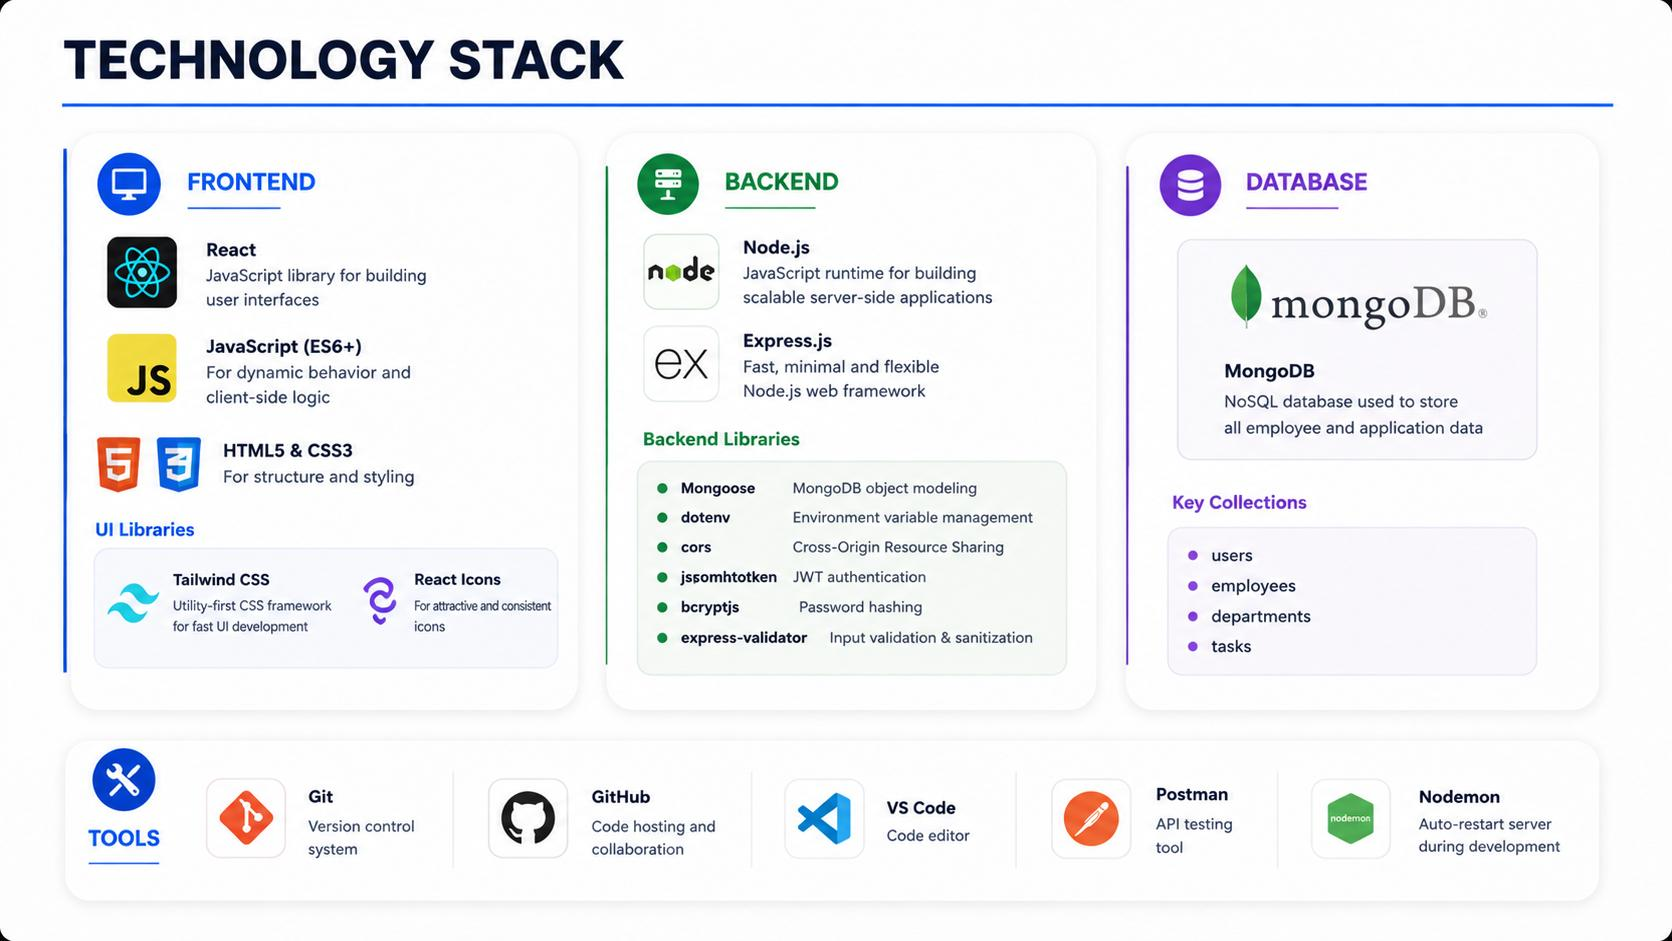 TECHNOLOGY STACK
FRONTEND
React
JavaScript library for building
user interfaces
JS
JavaScript (ES6+)
For dynamic behavior and
client-side logic
5
3
HTML5 & CSS3
For structure and styling
UI Libraries
Tailwind CSS
Utility-first CSS framework
for fast UI development
React Icons
For attractive and consistent
icons
BACKEND
node
Node.js
JavaScript runtime for building
scalable server-side applications
ex
Express.js
Fast, minimal and flexible
Node.js web framework
Backend Libraries
Mongoose MongoDB object modeling
dotenv Environment variable management
cors Cross-Origin Resource Sharing
jssomhtotken JWT authentication
bcryptjs Password hashing
express-validator Input validation & sanitization
DATABASE
mongoDB®
MongoDB
NoSQL database used to store
all employee and application data
Key Collections
users
employees
departments
tasks
TOOLS
Git
Version control
system
GitHub
Code hosting and
collaboration
VS Code
Code editor
Postman
API testing
tool
nodemon
Nodemon
Auto-restart server
during development